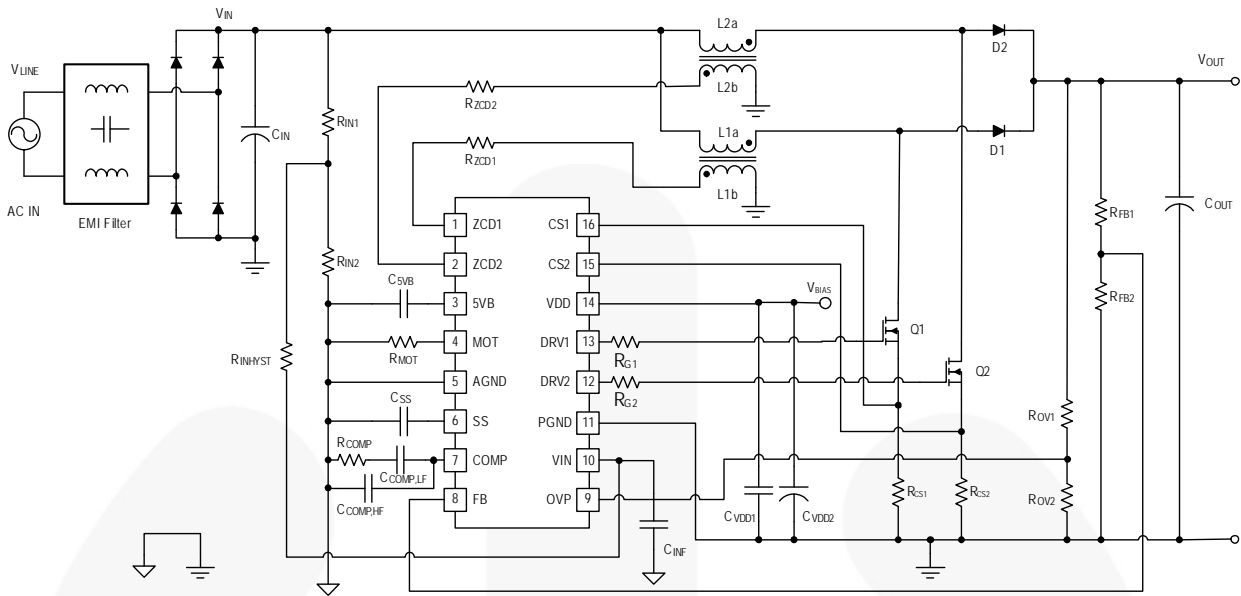 VLINE
AC IN
EMI Filter
VIN
CIN
RIN1
RIN2
RINHYST
RZCD2
RZCD1
L2a
L2b
L1a
L1b
D2
D1
VOUT
COUT
RFB1
RFB2
ROV1
ROV2
C5VB
RMOT
CSS
RCOMP
CCOMP,LF
CCOMP,HF
1 ZCD1 CS1 16
2 ZCD2 CS2 15
3 5VB VDD 14
4 MOT DRV1 13
5 AGND DRV2 12
6 SS PGND 11
7 COMP VIN 10
8 FB OVP 9
VBIAS
RG1
RG2
Q1
Q2
RCS1
RCS2
CVDD1
CVDD2
CINF